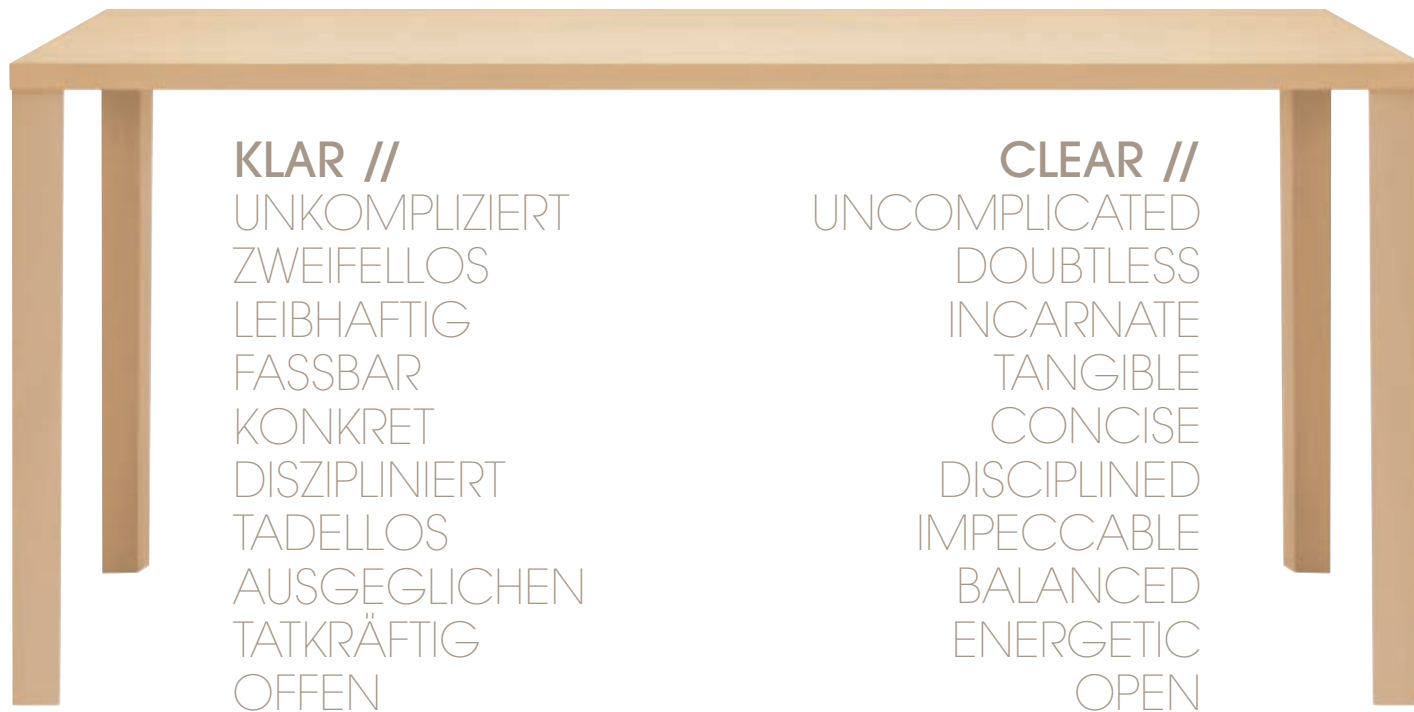 KLAR //
UNKOMPLIZIERT
ZWEIFELLOS
LEIBHAFTIG
FASSBAR
KONKRET
DISZIPLINIERT
TADELLOS
AUSGEGLICHEN
TATKRÄFTIG
OFFEN
CLEAR //
UNCOMPLICATED
DOUBTLESS
INCARNATE
TANGIBLE
CONCISE
DISCIPLINED
IMPECCABLE
BALANCED
ENERGETIC
OPEN